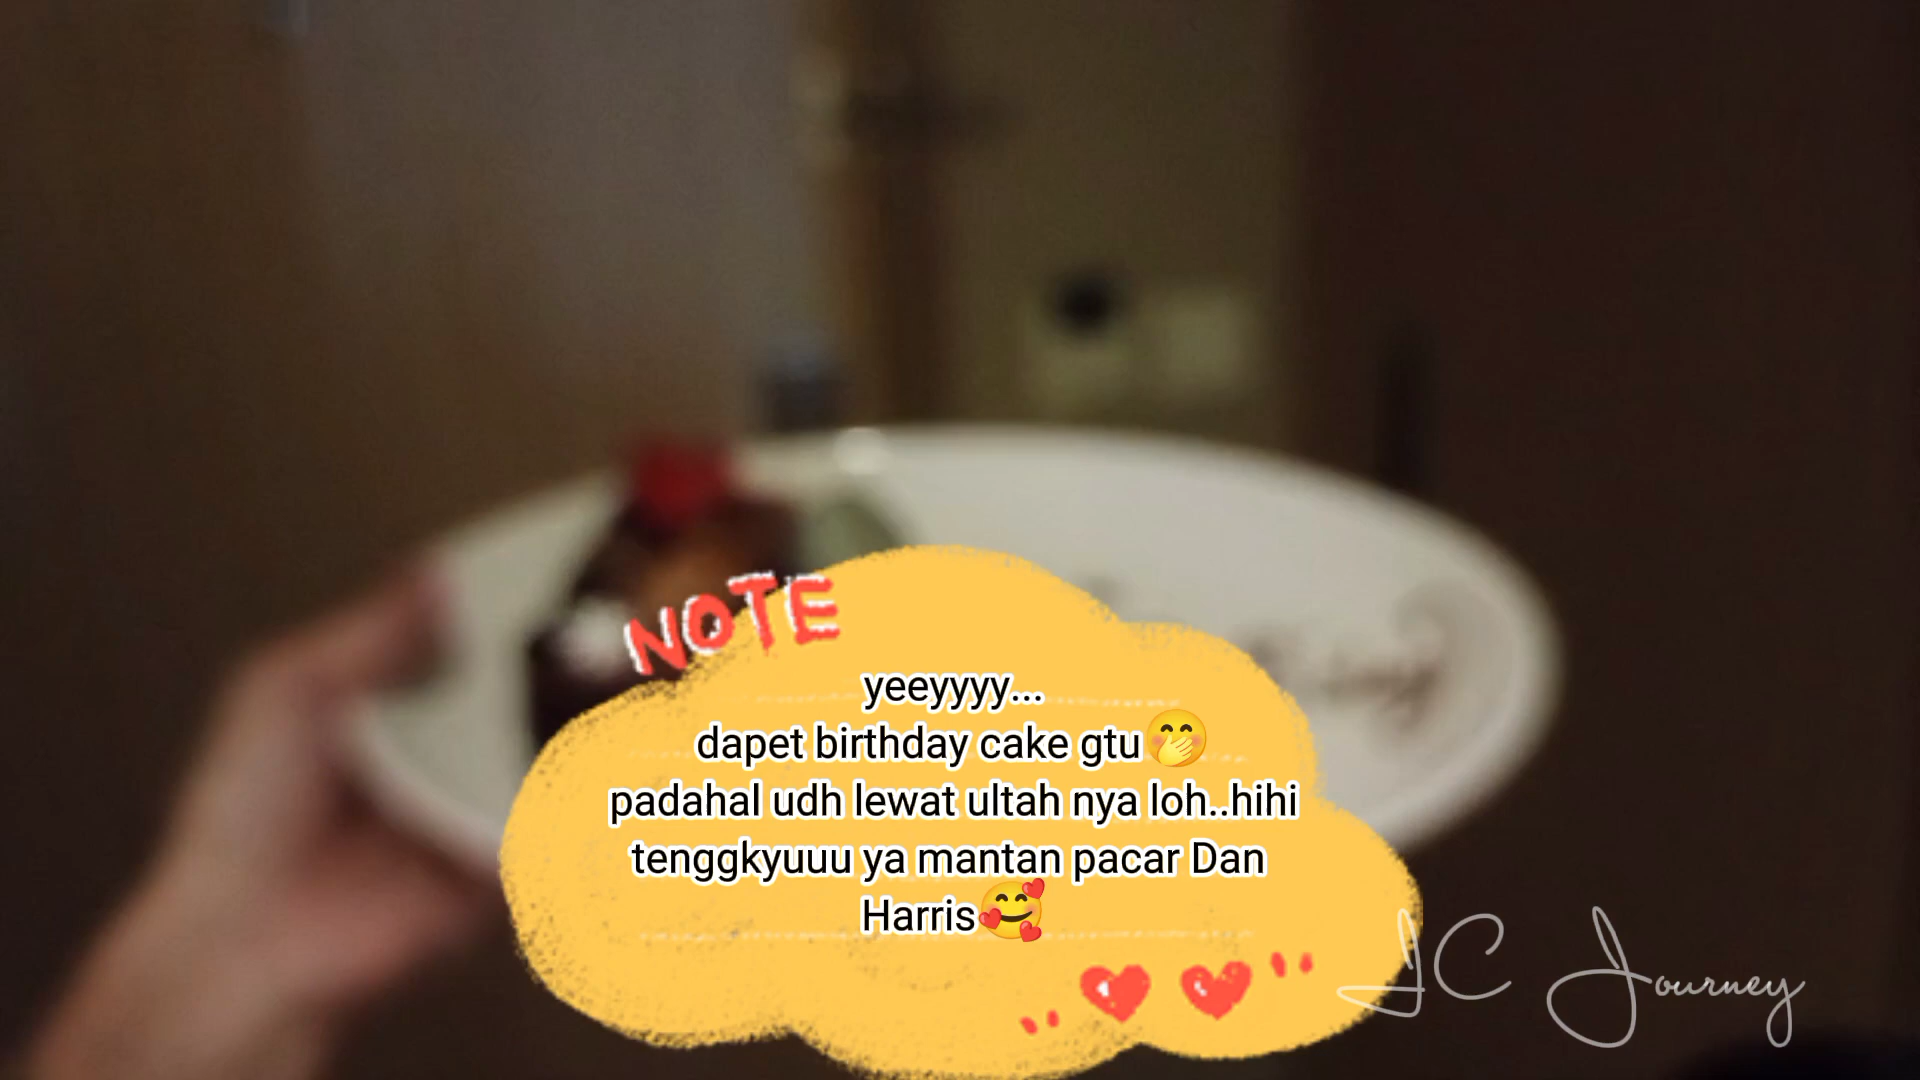 NOTE
yeeyyyy...
dapet birthday cake gtu🤭
padahal udh lewat ultah nya loh..hihi
tenggkyuuu ya mantan pacar Dan
Harris🥰
JC Journey